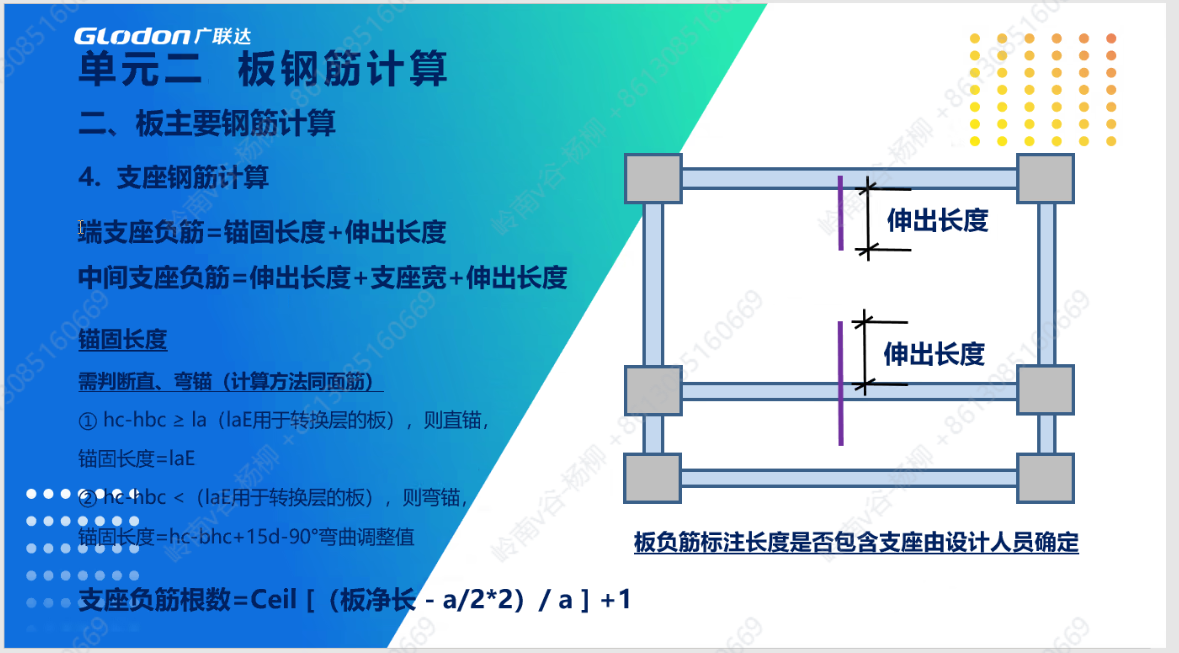 GLodon广联达
单元二 板钢筋计算
二、板主要钢筋计算
4. 支座钢筋计算
端支座负筋=锚固长度+伸出长度
中间支座负筋=伸出长度+支座宽+伸出长度
锚固长度
需判断直、弯锚（计算方法同面筋）
① hc-hbc ≥ la（laE用于转换层的板），则直锚，
锚固长度=laE
② hc-hbc <（laE用于转换层的板），则弯锚，
锚固长度=hc-bhc+15d-90°弯曲调整值
支座负筋根数=Ceil [（板净长 - a/2*2）/ a ] +1
伸出长度
伸出长度
板负筋标注长度是否包含支座由设计人员确定
岭南v谷-杨柳 +8613085160669